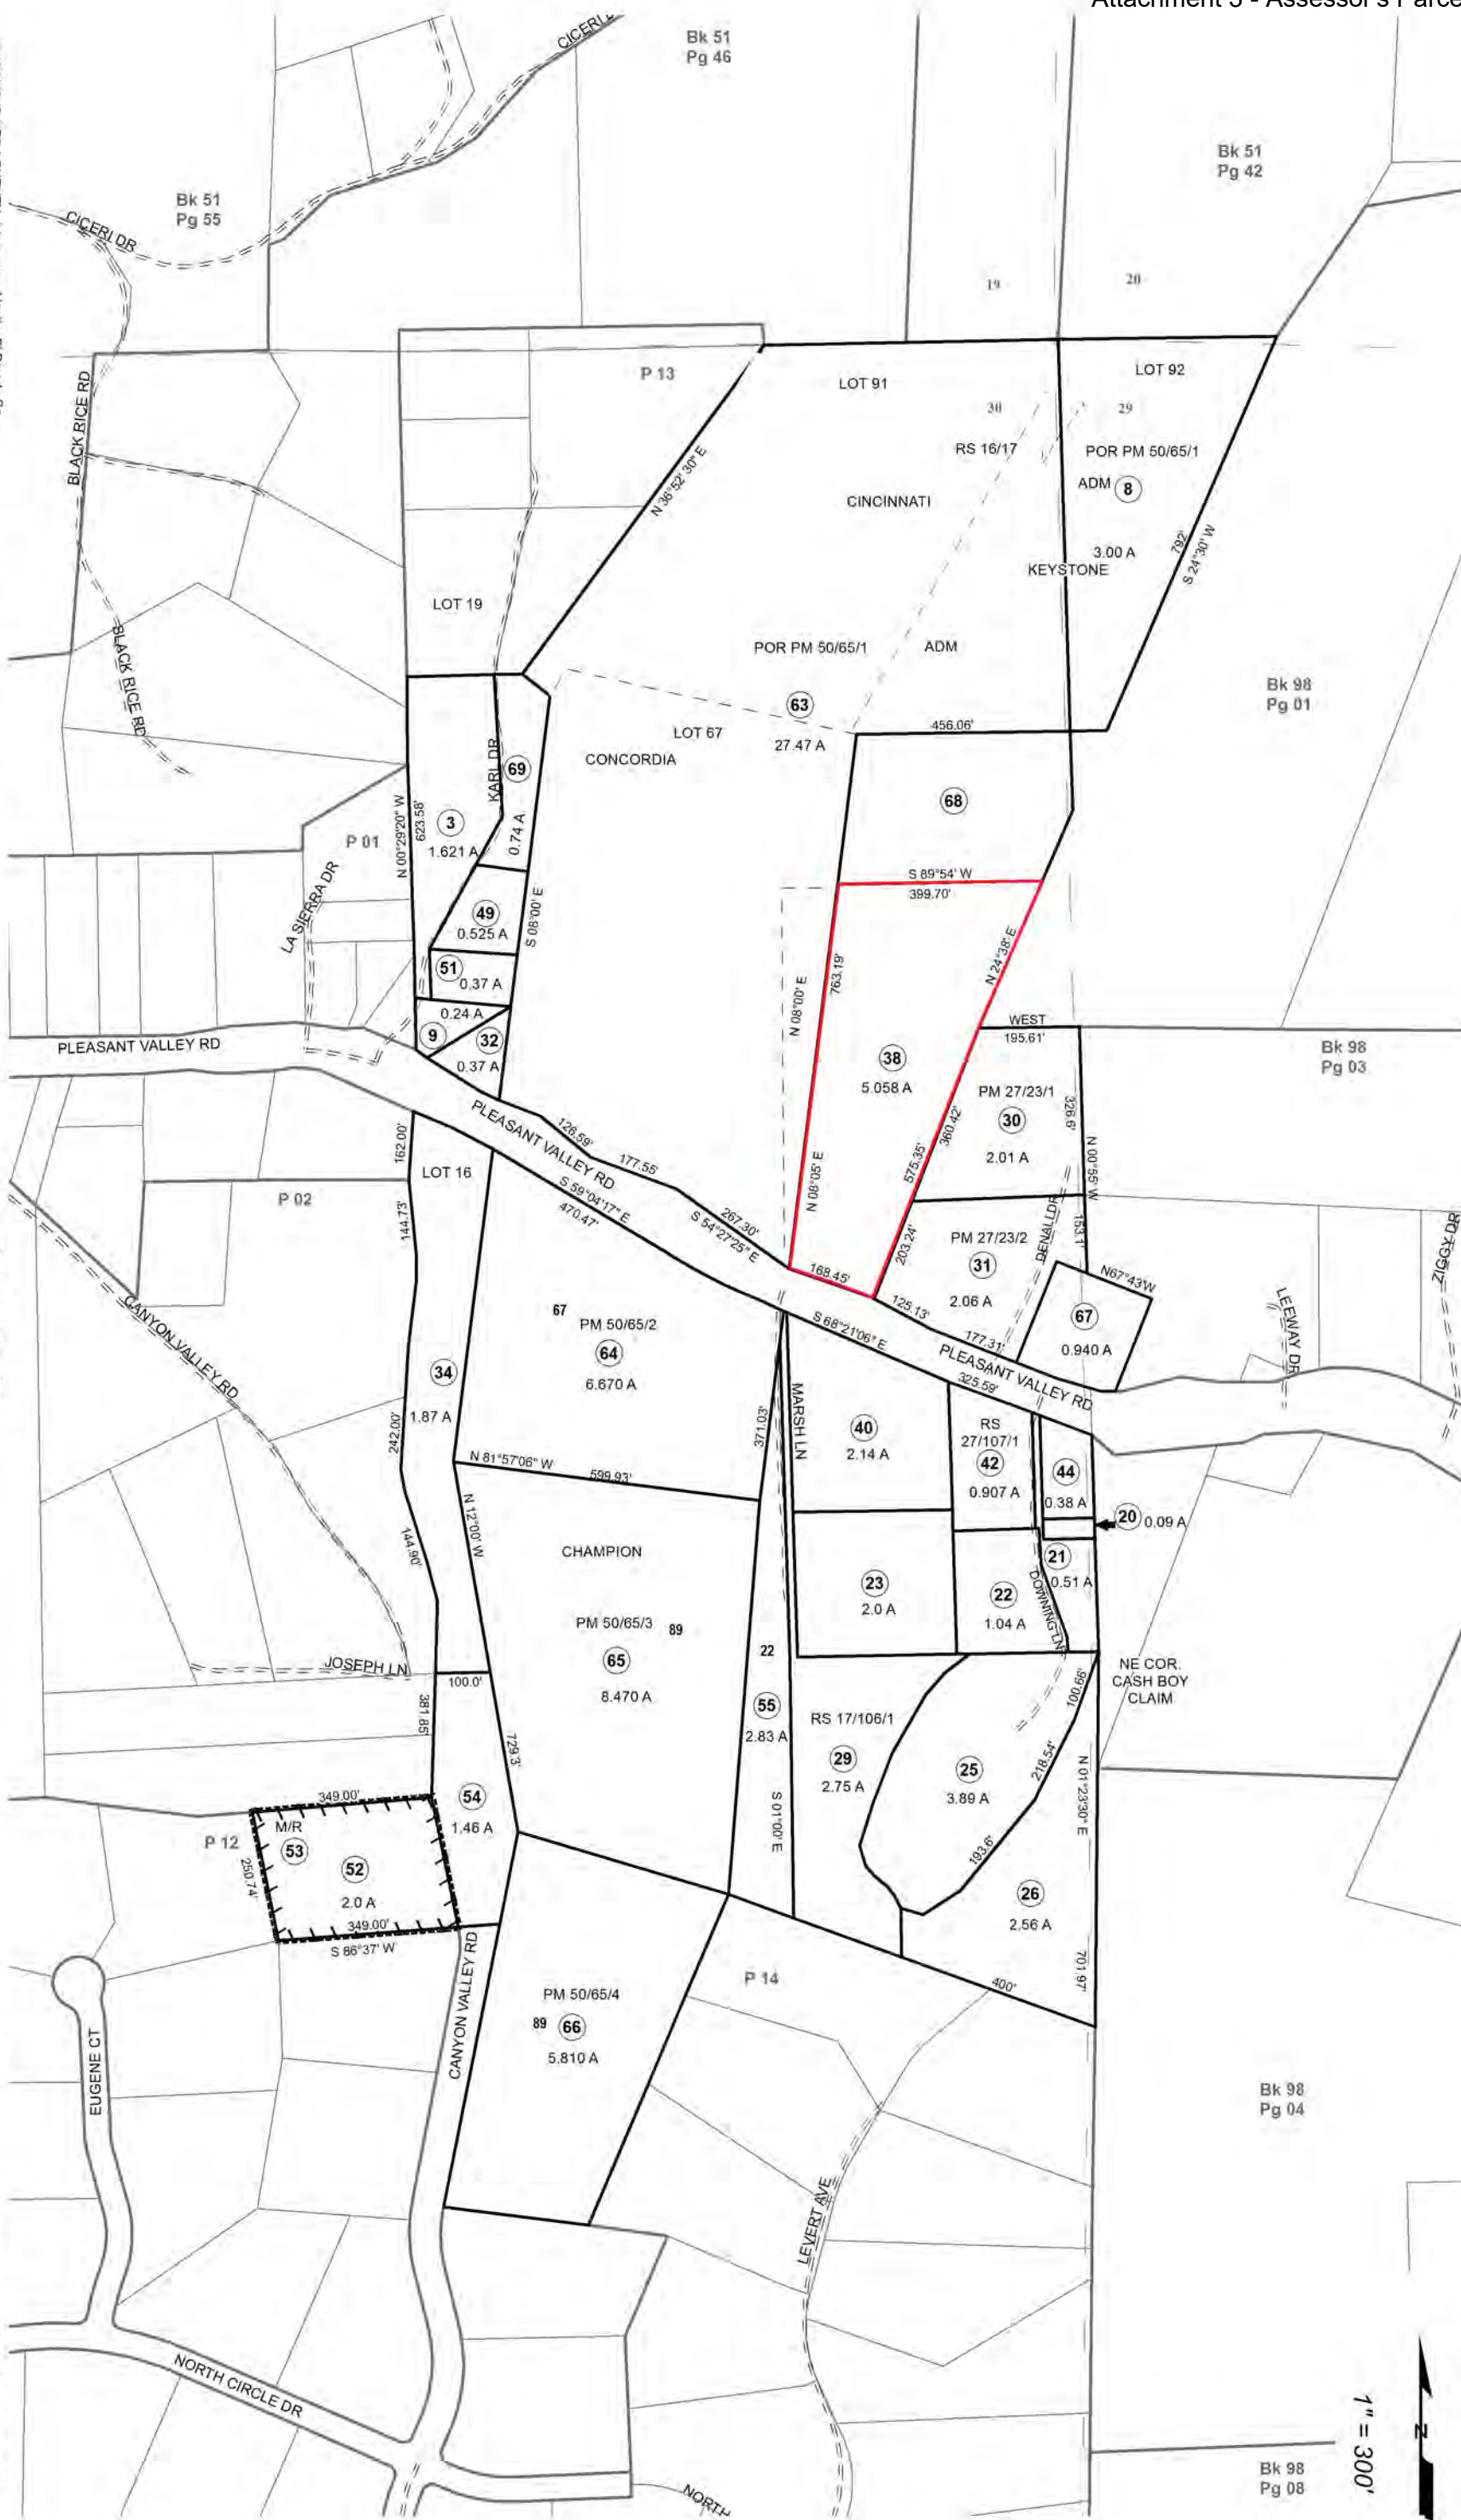 Attachment 3 - Assessor's Parce
CICERI
Bk 51
Pg 46
Bk 51
Pg 42
Bk 51
Pg 55
CICERI DR
19
20
P 13
LOT 91
LOT 92
BLACK RICE RD
30
29
RS 16/17
POR PM 50/65/1
N 36°52' 30" E
ADM 8
CINCINNATI
792'
S 24°30' W
3.00 A
KEYSTONE
LOT 19
BLACK RICE RD
POR PM 50/65/1
ADM
Bk 98
Pg 01
63
456.06'
LOT 67
27.47 A
CONCORDIA
KARL DR
69
68
N 00°29'20" W
623.58'
3
0.74 A
P 01
1.621 A
S 89°54' W
399.70'
LA SIERRA DR
49
0.525 A
S 08°00' E
N 24°38' E
763.19'
51
0.37 A
N 08°00' E
0.24 A
WEST
195.61'
9
32
PLEASANT VALLEY RD
Bk 98
Pg 03
38
5.058 A
0.37 A
PM 27/23/1
326.6'
30
2.01 A
360.42'
575.35'
PLEASANT VALLEY RD
126.59'
177.55'
162.00'
LOT 16
N 00°55' W
S 59°04'17" E
470.47'
N 08°05' E
P 02
144.73'
267.30'
S 54°27'25" E
153.1'
DENALI DR
PM 27/23/2
203.24'
31
2.06 A
ZIGGY DR
168.45'
N67°43'W
125.13'
CANYON VALLEY RD
67
PM 50/65/2
64
6.670 A
67
0.940 A
LEEWAY DR
177.31'
S 68°21'06" E
PLEASANT VALLEY RD
325.59'
34
1.87 A
MARSH LN
371.03'
40
2.14 A
RS
27/107/1
42
0.907 A
242.00'
N 81°57'06" W
599.93'
44
0.38 A
N 12°00' W
20 0.09 A
144.90'
CHAMPION
21
0.51 A
23
2.0 A
22
1.04 A
DOWNING LN
PM 50/65/3
89
65
8.470 A
22
JOSEPH LN
100.0'
NE COR.
CASH BOY
CLAIM
381.85'
55
2.83 A
RS 17/106/1
100.66'
729.3'
29
2.75 A
25
3.89 A
218.54'
N 01°23'30" E
349.00'
54
1.46 A
S 01°00' E
M/R
P 12
53
250.74'
52
2.0 A
193.6'
26
2.56 A
349.00'
S 86°37' W
CANYON VALLEY RD
P 14
400'
701.97'
PM 50/65/4
89
66
5.810 A
EUGENE CT
Bk 98
Pg 04
LEVERT AVE
NORTH CIRCLE DR
1" = 300'
N
Bk 98
Pg 08
NORTH